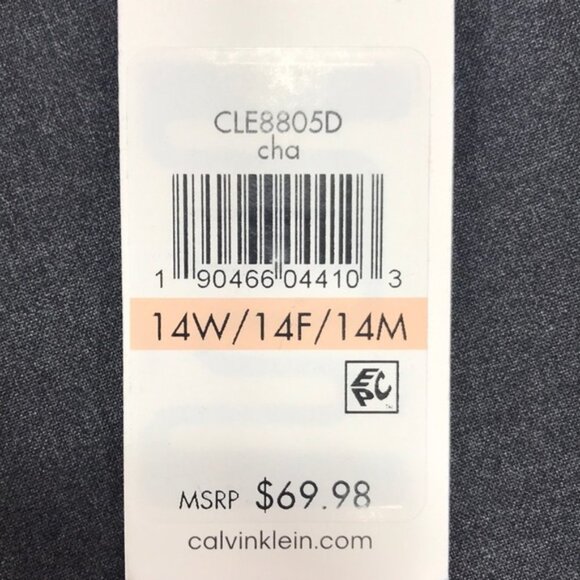 CLE8805D
cha
1 90466 04410 3
14W/14F/14M
EPC
MSRP $69.98
calvinklein.com